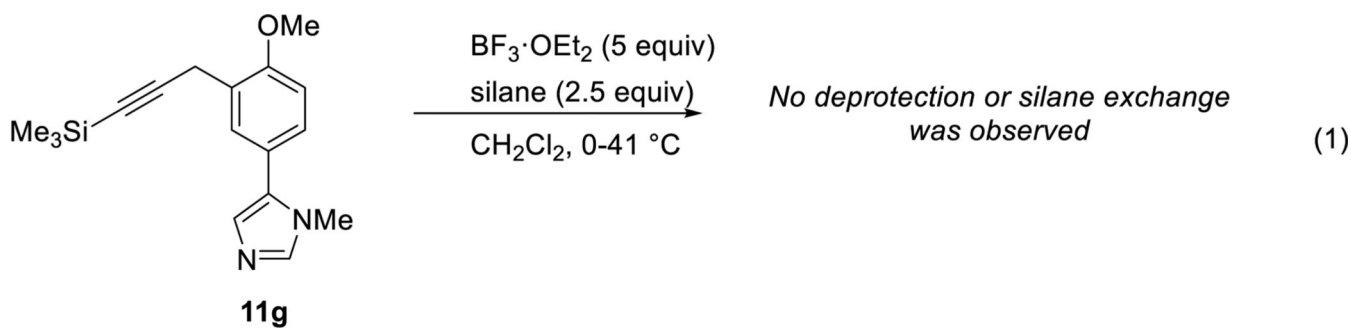 OMe
BF₃·OEt₂ (5 equiv)
silane (2.5 equiv)
CH₂Cl₂, 0-41 °C
No deprotection or silane exchange
was observed
(1)
Me₃Si
NMe
N
11g